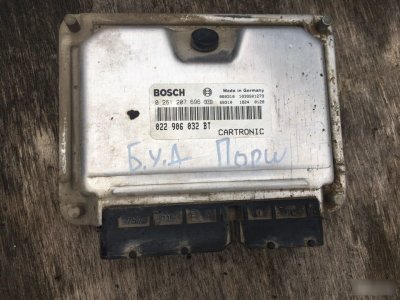 BOSCH Made in Germany
0 261 207 696
022 906 032 BT
CARTRONIC
Б.У.Д Порш